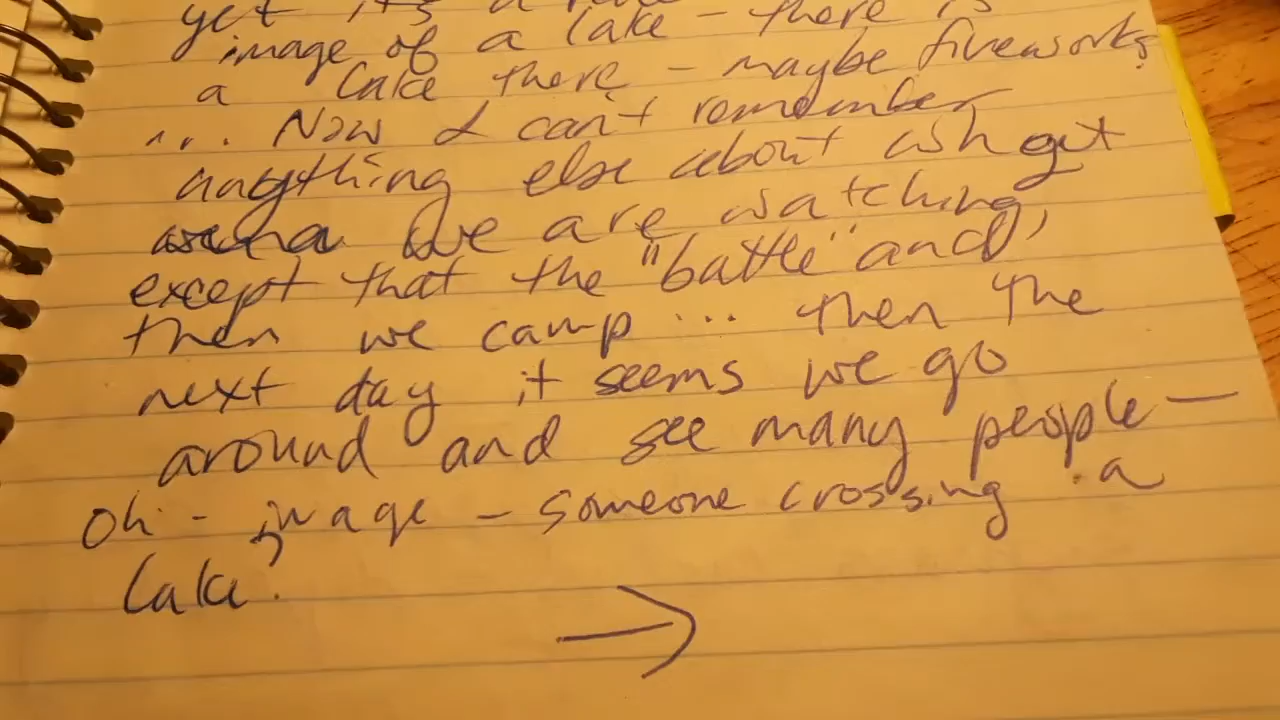 yet it's a
image of a lake - there is
a lake there - maybe fireworks
... Now I can't remember
anything else about
we are watching,
except that the "battle" and
then we camp ... then the
next day it seems we go
around and see many people -
Oh - image - someone crossing a
lake?
→